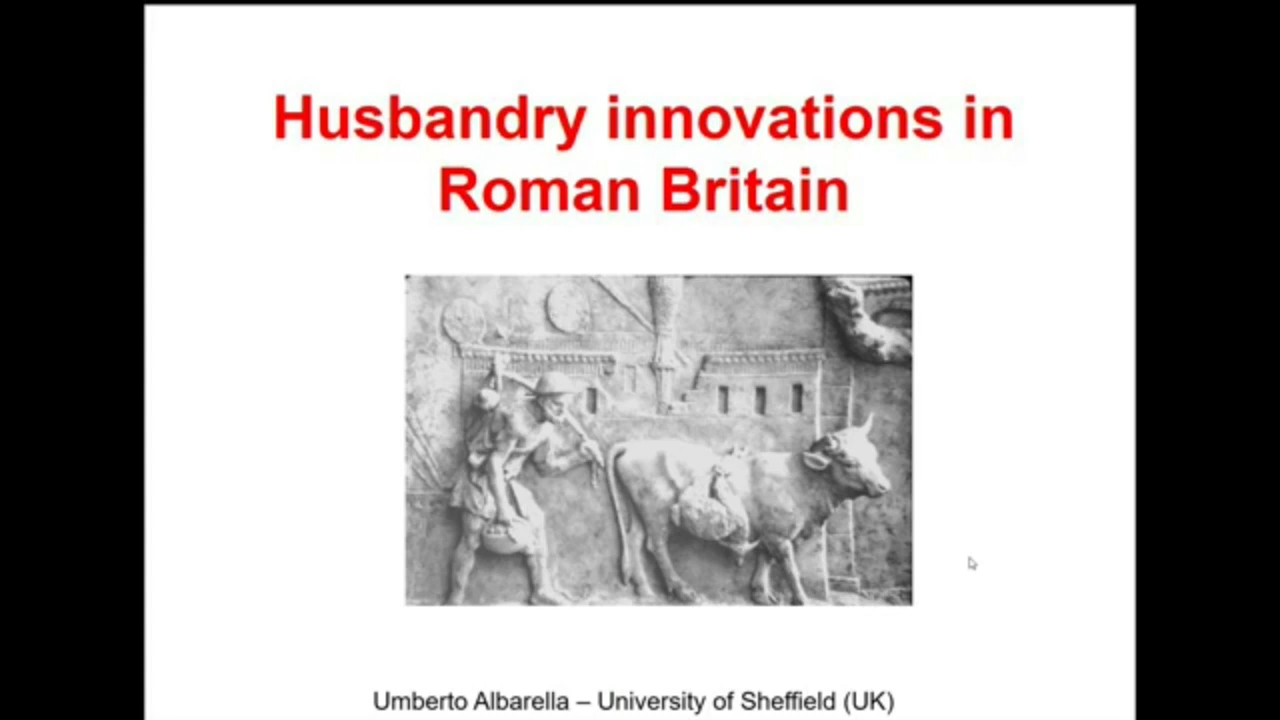 Husbandry innovations in
Roman Britain
Umberto Albarella – University of Sheffield (UK)